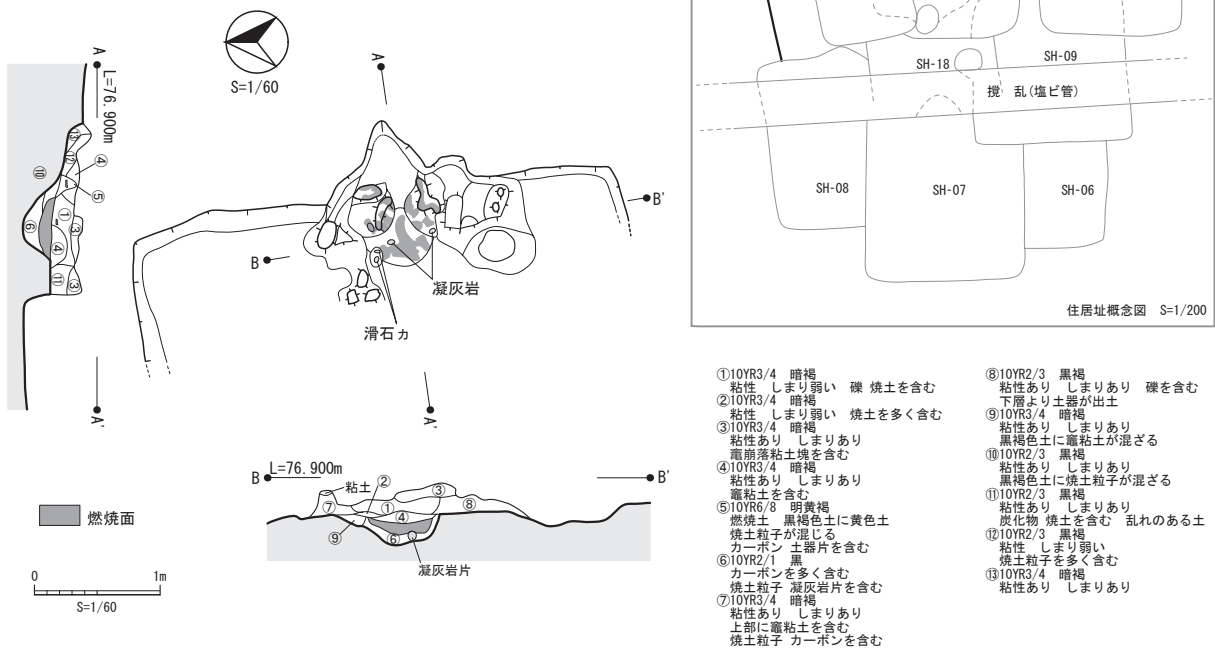 S=1/60
A
L=76.900m
⑬
⑫
④
⑩
⑤
①
⑥
③
④
⑪
③
A'
A
B'
B
凝灰岩
滑石ヵ
A'
B
L=76.900m
B'
粘土
②
③
⑦
①
④
⑧
⑨
⑥
凝灰岩片
燃焼面
0
1m
S=1/60
SH-18
SH-09
撹 乱(塩ビ管)
SH-08
SH-07
SH-06
住居址概念図 S=1/200
①10YR3/4 暗褐
粘性 しまり弱い 礫 焼土を含む
②10YR3/4 暗褐
粘性 しまり弱い 焼土を多く含む
③10YR3/4 暗褐
粘性あり しまりあり
竃崩落粘土塊を含む
④10YR3/4 暗褐
粘性あり しまりあり
竈粘土を含む
⑤10YR6/8 明黄褐
燃焼土 黒褐色土に黄色土
焼土粒子が混じる
カーボン 土器片を含む
⑥10YR2/1 黒
カーボンを多く含む
焼土粒子 凝灰岩片を含む
⑦10YR3/4 暗褐
粘性あり しまりあり
上部に竈粘土を含む
焼土粒子 カーボンを含む
⑧10YR2/3 黒褐
粘性あり しまりあり 礫を含む
下層より土器が出土
⑨10YR3/4 暗褐
粘性あり しまりあり
黒褐色土に竈粘土が混ざる
⑩10YR2/3 黒褐
粘性あり しまりあり
黒褐色土に焼土粒子が混ざる
⑪10YR2/3 黒褐
粘性あり しまりあり
炭化物 焼土を含む 乱れのある土
⑫10YR2/3 黒褐
粘性 しまり弱い
焼土粒子を多く含む
⑬10YR3/4 暗褐
粘性あり しまりあり